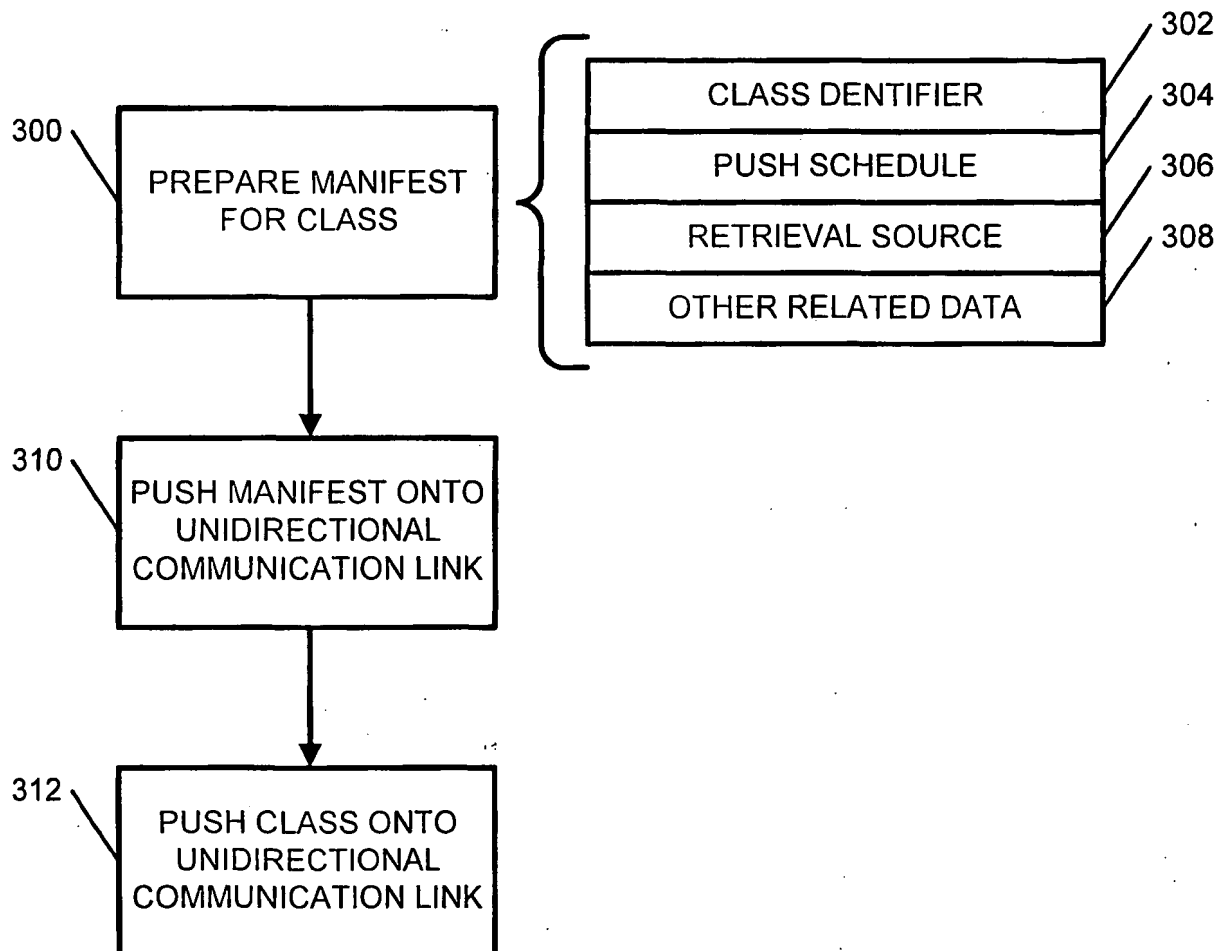 302
CLASS DENTIFIER
304
300
PREPARE MANIFEST
FOR CLASS
PUSH SCHEDULE
306
RETRIEVAL SOURCE
308
OTHER RELATED DATA
310
PUSH MANIFEST ONTO
UNIDIRECTIONAL
COMMUNICATION LINK
312
PUSH CLASS ONTO
UNIDIRECTIONAL
COMMUNICATION LINK